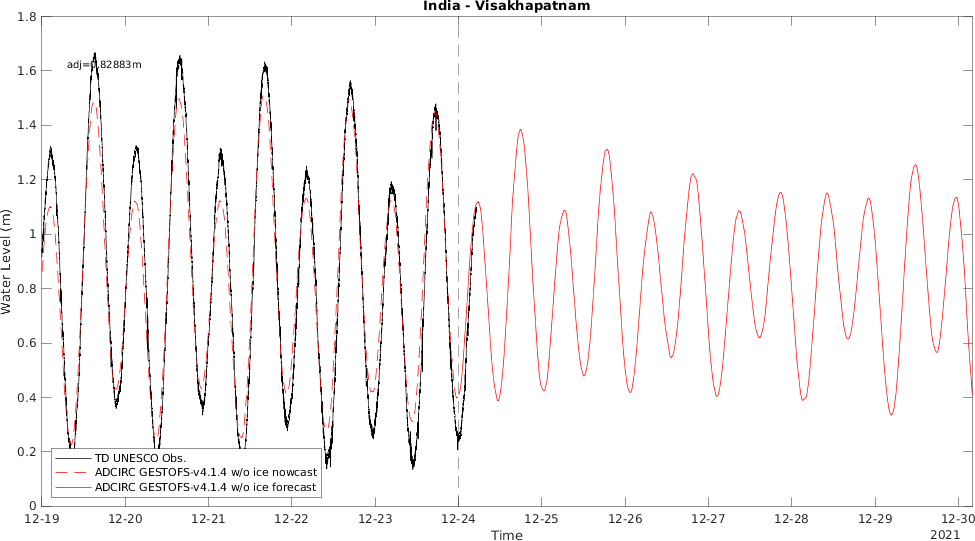 India - Visakhapatnam
1.8
1.6
1.4
1.2
1
0.8
0.6
0.4
0.2
0
Water Level (m)
adj=0.82883m
TD UNESCO Obs.
ADCIRC GESTOFS-v4.1.4 w/o ice nowcast
ADCIRC GESTOFS-v4.1.4 w/o ice forecast
12-19 12-20 12-21 12-22 12-23 12-24 12-25 12-26 12-27 12-28 12-29 12-30
Time
2021